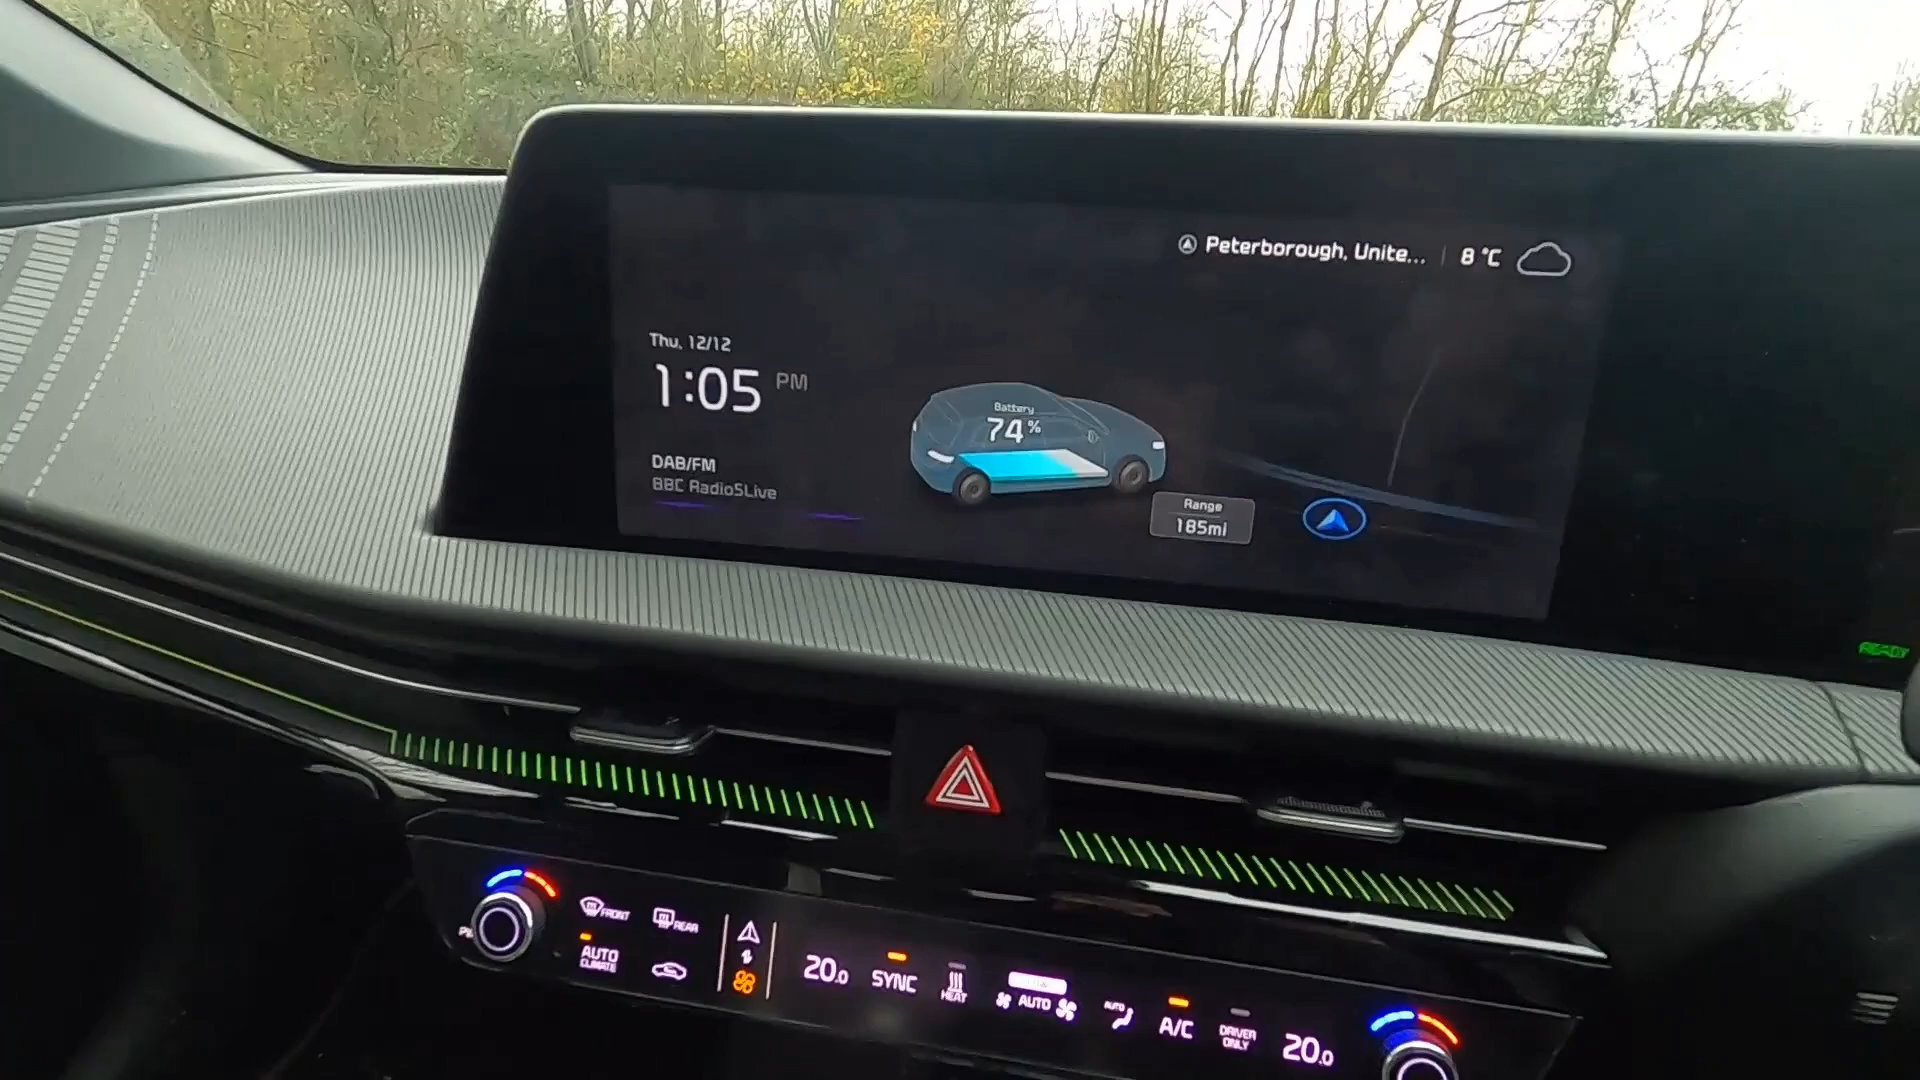 Peterborough, Unite... 8 °C
Thu, 12/12
1:05 PM
Battery
74%
DAB/FM
BBC Radio5Live
Range
185mi
READY
FRONT
REAR
AUTO
CLIMATE
20.0
SYNC
HEAT
AUTO
AUTO
A/C
DRIVER
ONLY
20.0